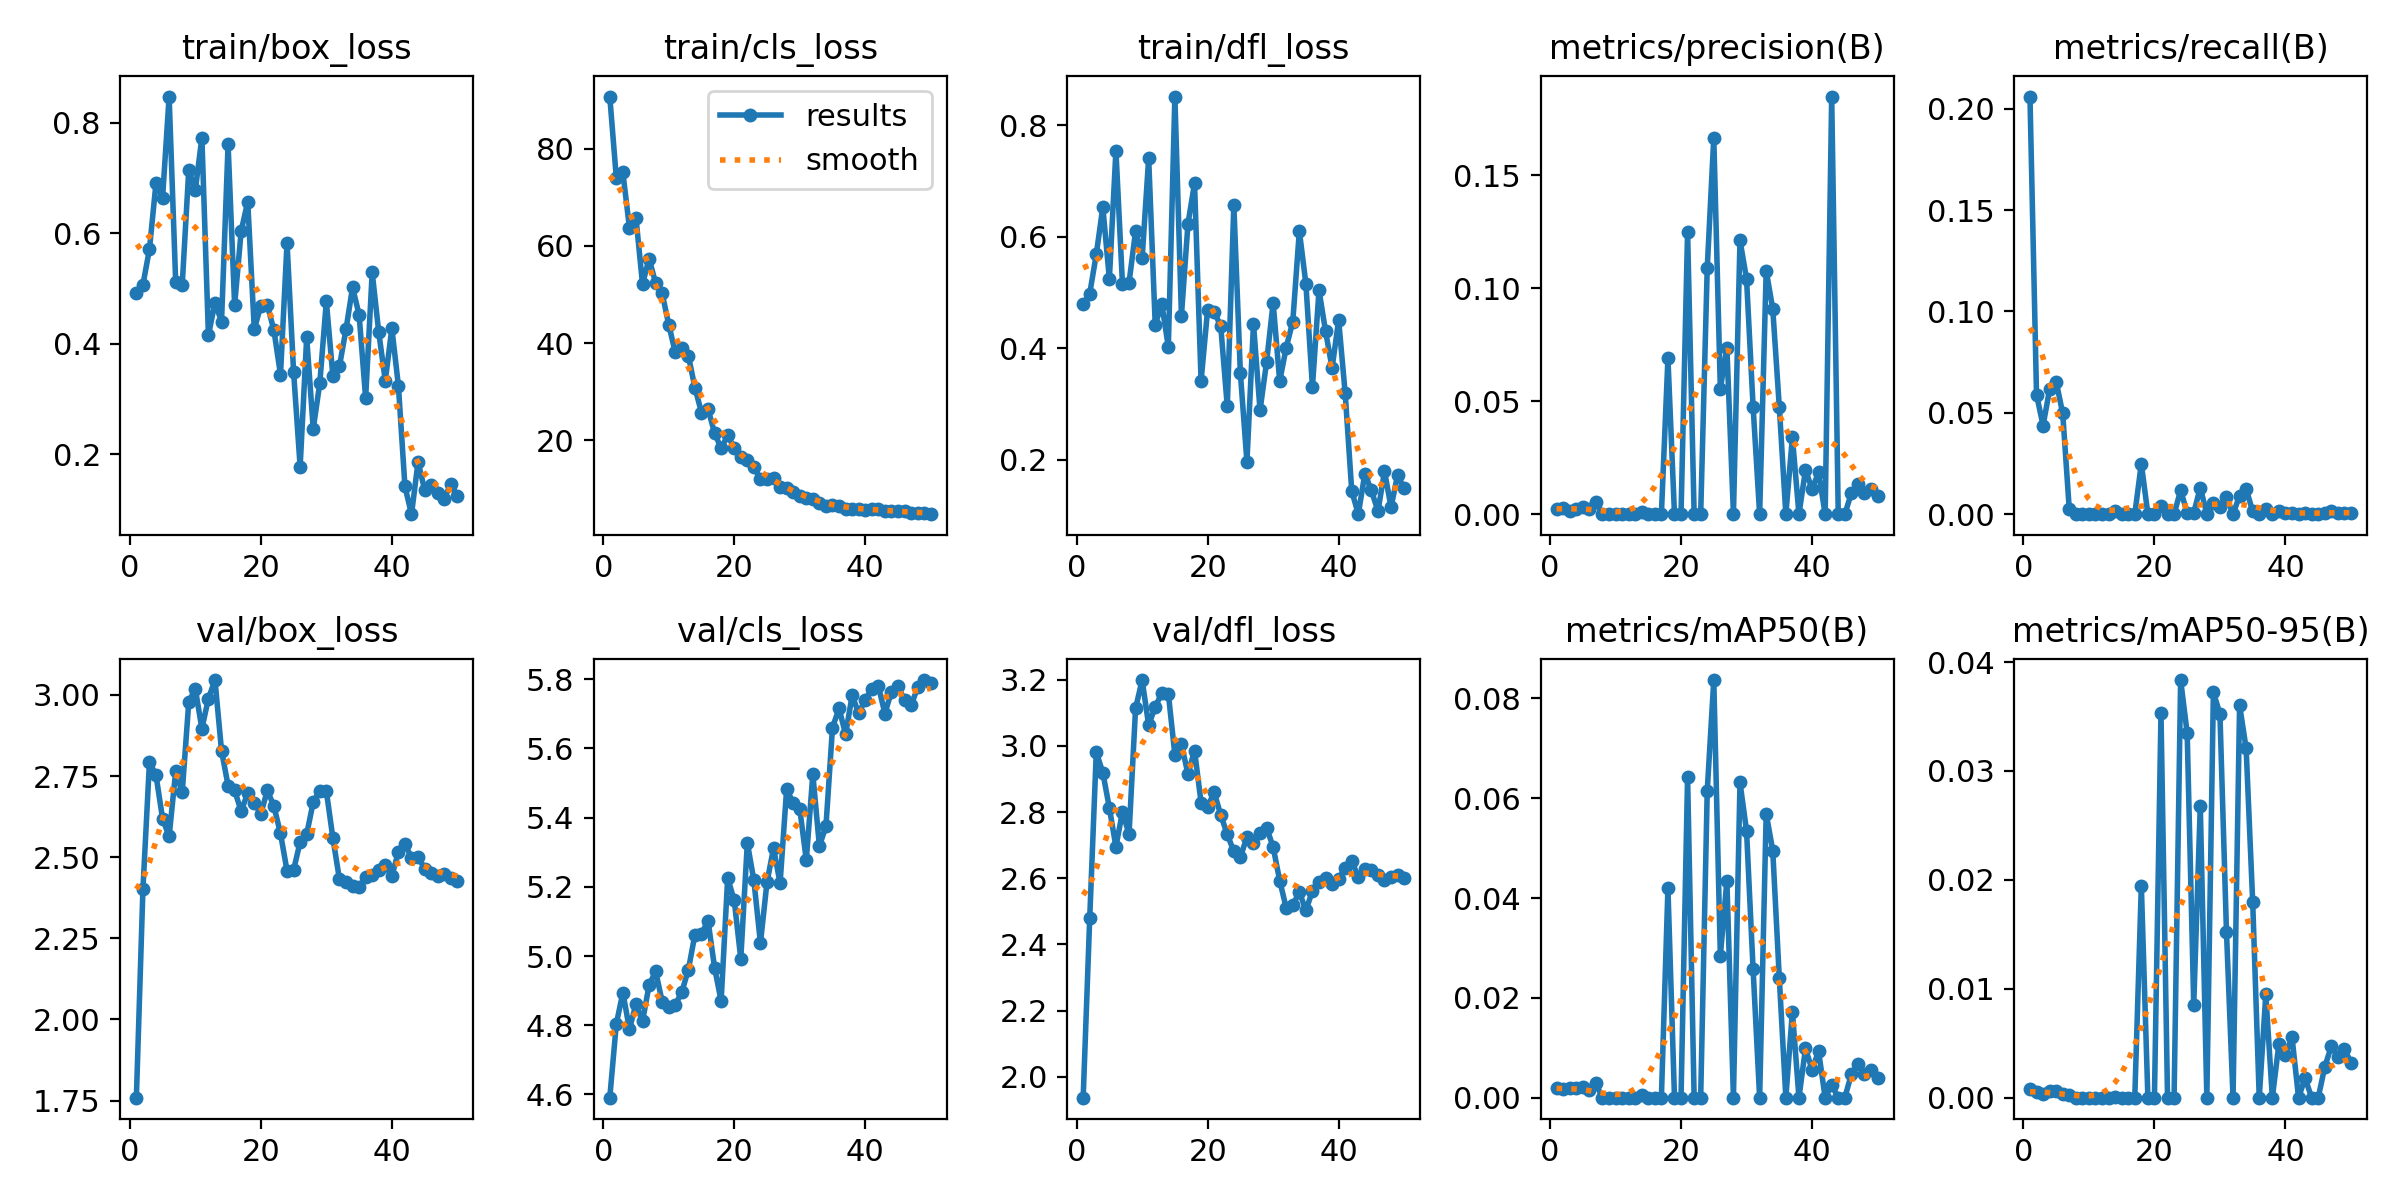 train/box_loss
0.8
0.6
0.4
0.2
0 20 40
train/cls_loss
results
smooth
80
60
40
20
0 20 40
train/dfl_loss
0.8
0.6
0.4
0.2
0 20 40
metrics/precision(B)
0.15
0.10
0.05
0.00
0 20 40
metrics/recall(B)
0.20
0.15
0.10
0.05
0.00
0 20 40
val/box_loss
3.00
2.75
2.50
2.25
2.00
1.75
0 20 40
val/cls_loss
5.8
5.6
5.4
5.2
5.0
4.8
4.6
0 20 40
val/dfl_loss
3.2
3.0
2.8
2.6
2.4
2.2
2.0
0 20 40
metrics/mAP50(B)
0.08
0.06
0.04
0.02
0.00
0 20 40
metrics/mAP50-95(B)
0.04
0.03
0.02
0.01
0.00
0 20 40